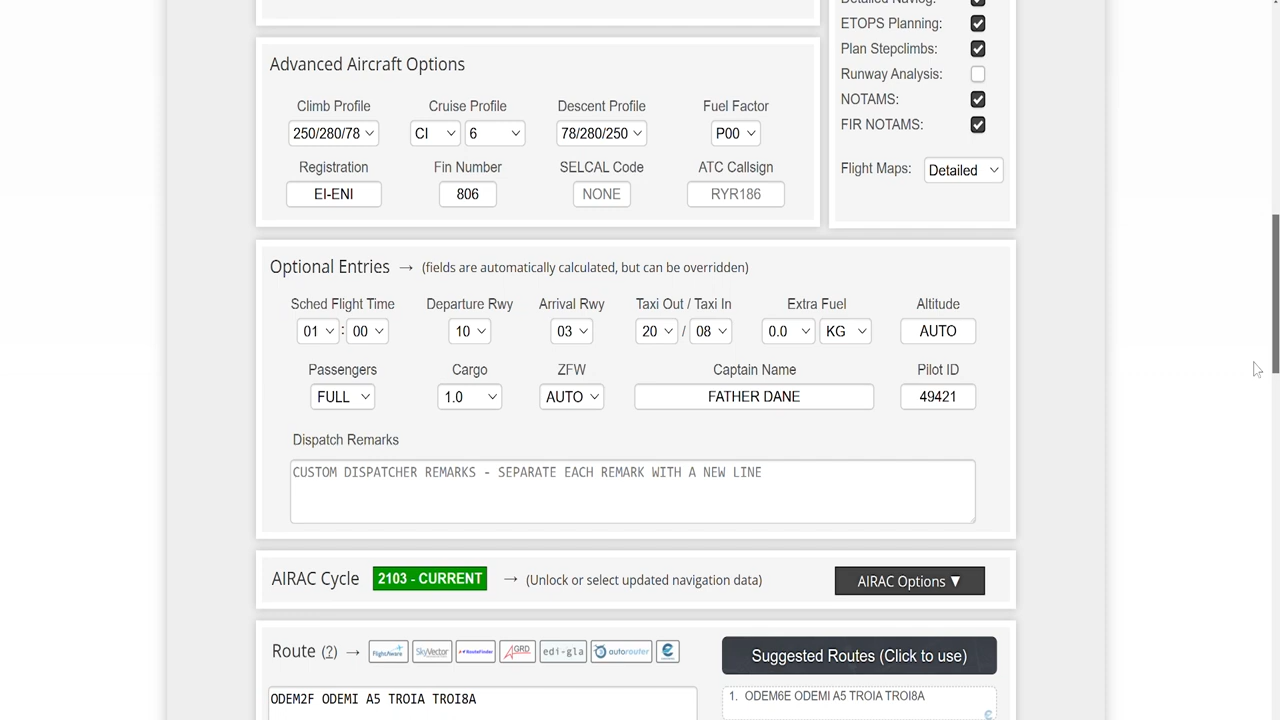 Detailed Navlog:
ETOPS Planning:
Plan Stepclimbs:
Runway Analysis:
NOTAMS:
FIR NOTAMS:
Flight Maps: Detailed
Advanced Aircraft Options
Climb Profile Cruise Profile Descent Profile Fuel Factor
250/280/78 CI 6 78/280/250 P00
Registration Fin Number SELCAL Code ATC Callsign
EI-ENI 806 NONE RYR186
Optional Entries → (fields are automatically calculated, but can be overridden)
Sched Flight Time Departure Rwy Arrival Rwy Taxi Out / Taxi In Extra Fuel Altitude
01 : 00 10 03 20 / 08 0.0 KG AUTO
Passengers Cargo ZFW Captain Name Pilot ID
FULL 1.0 AUTO FATHER DANE 49421
Dispatch Remarks
CUSTOM DISPATCHER REMARKS - SEPARATE EACH REMARK WITH A NEW LINE
AIRAC Cycle 2103 - CURRENT → (Unlock or select updated navigation data) AIRAC Options ▼
Route (?) → FlightAware SkyVector RouteFinder AGRD edi-gla autorouter
Suggested Routes (Click to use)
ODEM2F ODEMI A5 TROIA TROI8A
1. ODEM6E ODEMI A5 TROIA TROI8A